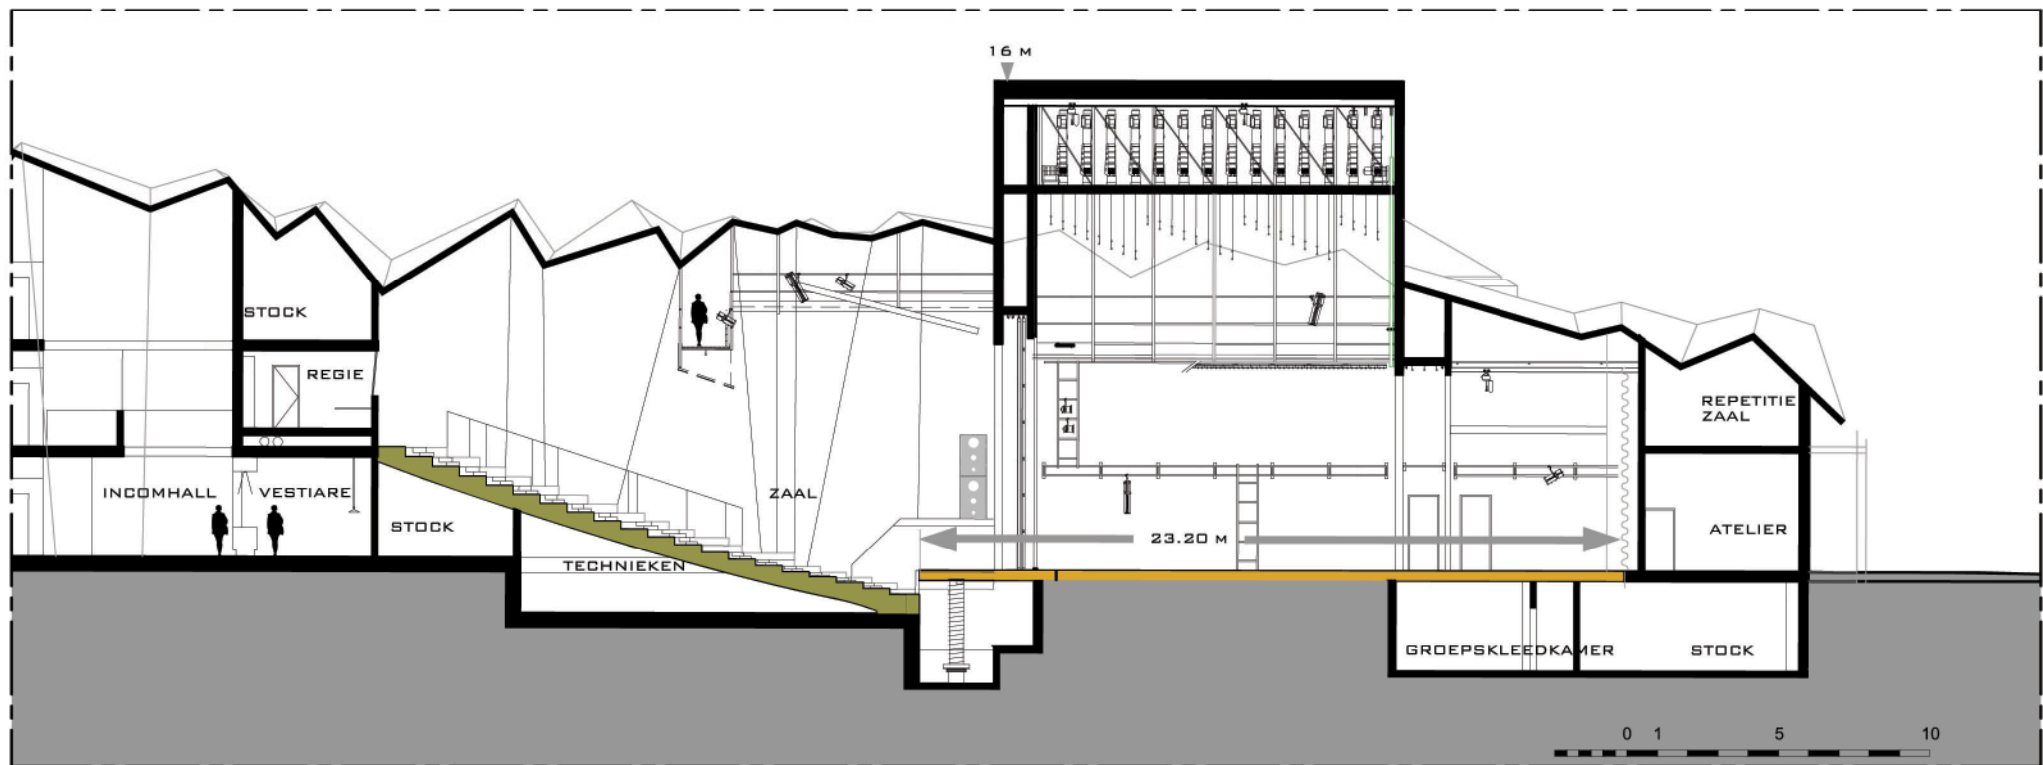 16 M
STOCK
REGIE
REPETITIE
ZAAL
INCOMHALL
VESTIARE
ZAAL
STOCK
ATELIER
23.20 M
TECHNIEKEN
GROEPSKLEEDKAMER
STOCK
0 1 5 10